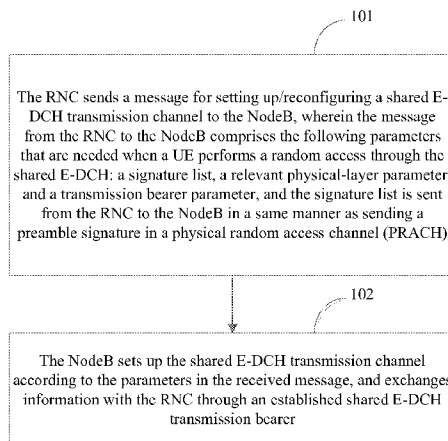 101
The RNC sends a message for setting up/reconfiguring a shared E-
DCH transmission channel to the NodeB, wherein the message
from the RNC to the NodeB comprises the following parameters
that are needed when a UE performs a random access through the
shared E-DCH: a signature list, a relevant physical-layer parameter
and a transmission bearer parameter, and the signature list is sent
from the RNC to the NodeB in a same manner as sending a
preamble signature in a physical random access channel (PRACH)
102
The NodeB sets up the shared E-DCH transmission channel
according to the parameters in the received message, and exchanges
information with the RNC through an established shared E-DCH
transmission bearer